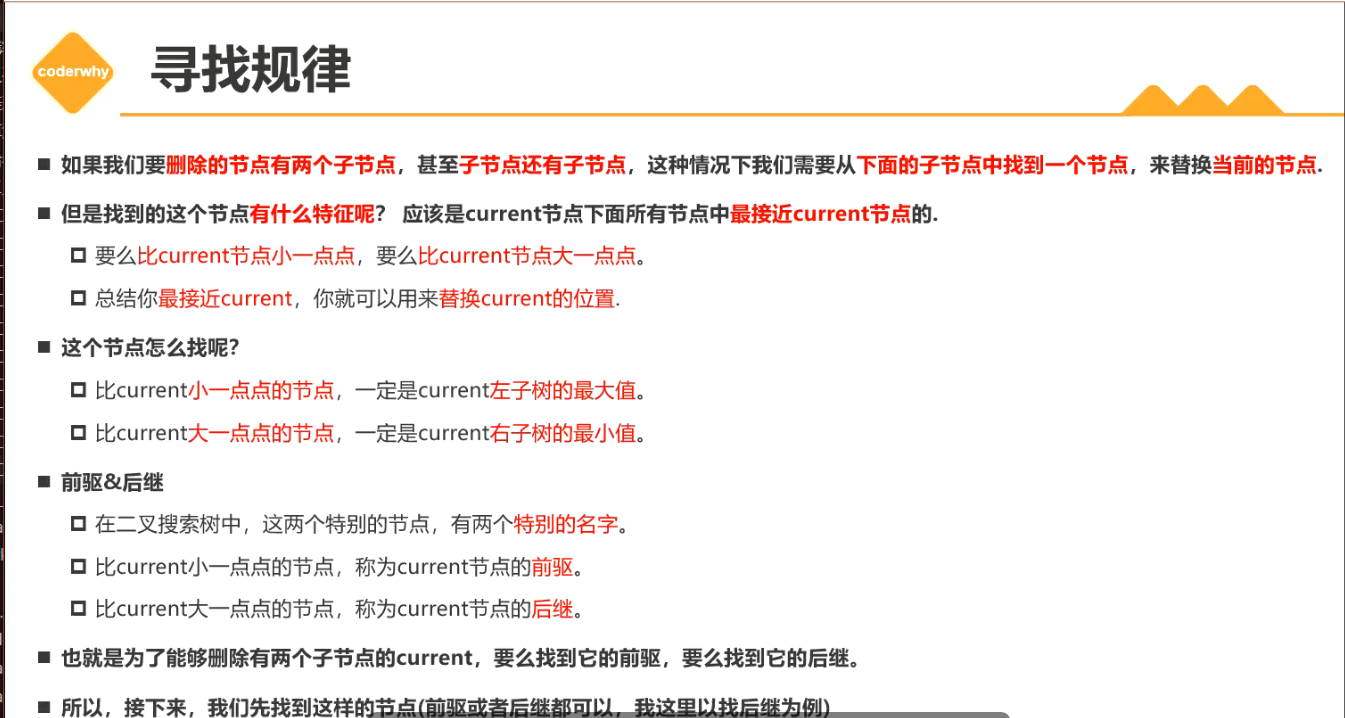 coderwhy
寻找规律
如果我们要删除的节点有两个子节点，甚至子节点还有子节点，这种情况下我们需要从下面的子节点中找到一个节点，来替换当前的节点.
但是找到的这个节点有什么特征呢？ 应该是current节点下面所有节点中最接近current节点的.
要么比current节点小一点点，要么比current节点大一点点。
总结你最接近current，你就可以用来替换current的位置.
这个节点怎么找呢？
比current小一点点的节点，一定是current左子树的最大值。
比current大一点点的节点，一定是current右子树的最小值。
前驱&后继
在二叉搜索树中，这两个特别的节点，有两个特别的名字。
比current小一点点的节点，称为current节点的前驱。
比current大一点点的节点，称为current节点的后继。
也就是为了能够删除有两个子节点的current，要么找到它的前驱，要么找到它的后继。
所以，接下来，我们先找到这样的节点(前驱或者后继都可以，我这里以找后继为例)